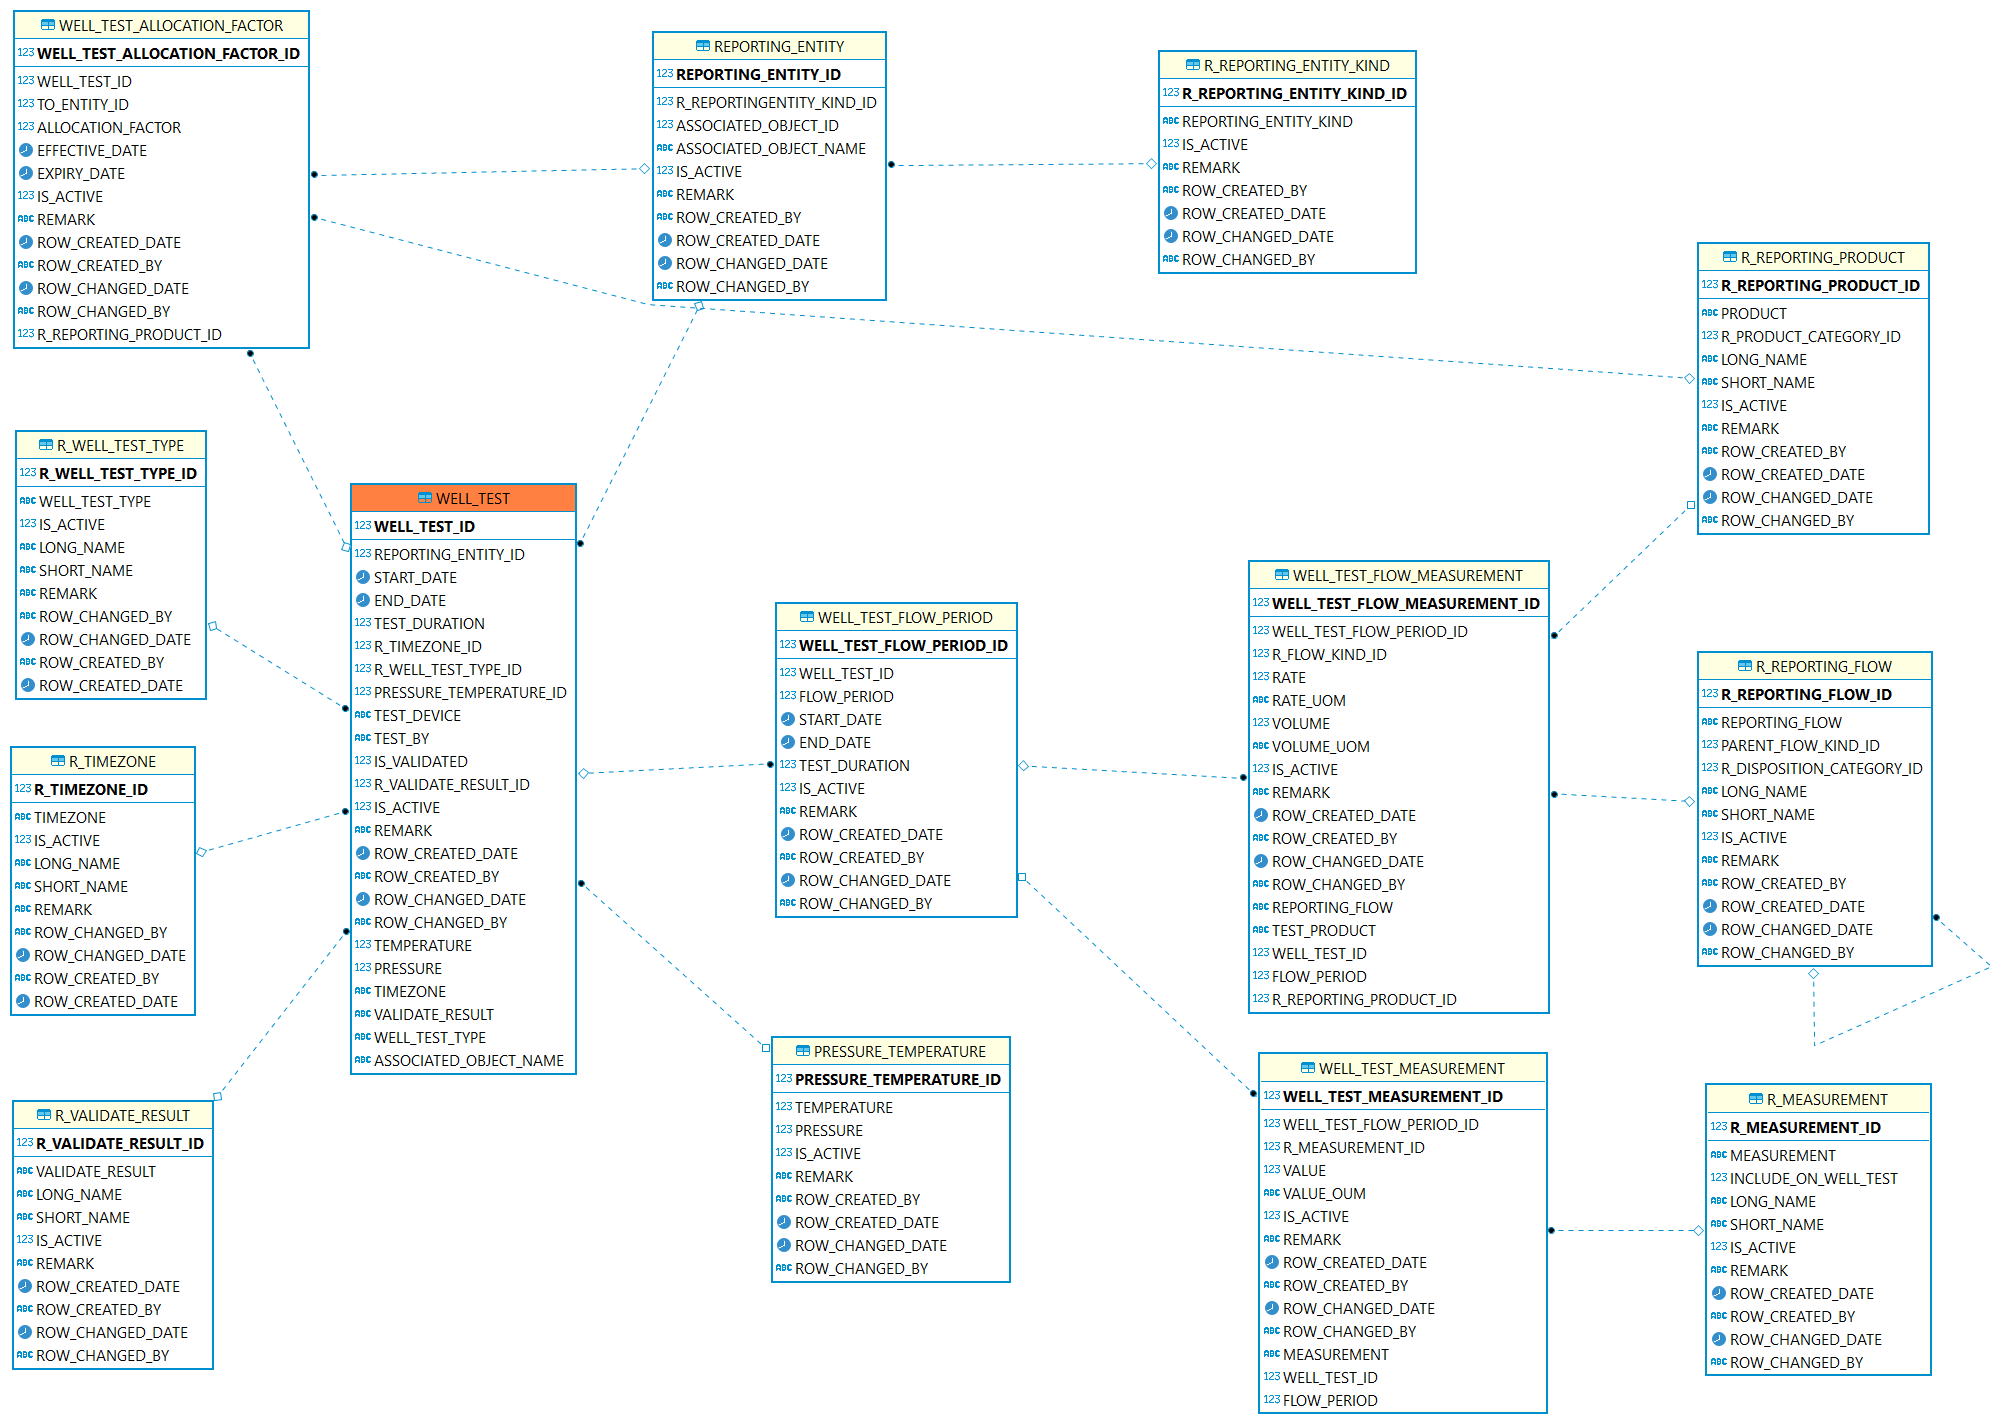 WELL_TEST_ALLOCATION_FACTOR
123 WELL_TEST_ALLOCATION_FACTOR_ID
123 WELL_TEST_ID
123 TO_ENTITY_ID
123 ALLOCATION_FACTOR
EFFECTIVE_DATE
EXPIRY_DATE
123 IS_ACTIVE
ABC REMARK
ROW_CREATED_DATE
ABC ROW_CREATED_BY
ROW_CHANGED_DATE
ABC ROW_CHANGED_BY
123 R_REPORTING_PRODUCT_ID
REPORTING_ENTITY
123 REPORTING_ENTITY_ID
123 R_REPORTINGENTITY_KIND_ID
123 ASSOCIATED_OBJECT_ID
ABC ASSOCIATED_OBJECT_NAME
123 IS_ACTIVE
ABC REMARK
ABC ROW_CREATED_BY
ROW_CREATED_DATE
ROW_CHANGED_DATE
ABC ROW_CHANGED_BY
R_REPORTING_ENTITY_KIND
123 R_REPORTING_ENTITY_KIND_ID
ABC REPORTING_ENTITY_KIND
123 IS_ACTIVE
ABC REMARK
ABC ROW_CREATED_BY
ROW_CREATED_DATE
ROW_CHANGED_DATE
ABC ROW_CHANGED_BY
R_REPORTING_PRODUCT
123 R_REPORTING_PRODUCT_ID
ABC PRODUCT
123 R_PRODUCT_CATEGORY_ID
ABC LONG_NAME
ABC SHORT_NAME
123 IS_ACTIVE
ABC REMARK
ABC ROW_CREATED_BY
ROW_CREATED_DATE
ROW_CHANGED_DATE
ABC ROW_CHANGED_BY
R_WELL_TEST_TYPE
123 R_WELL_TEST_TYPE_ID
ABC WELL_TEST_TYPE
123 IS_ACTIVE
ABC LONG_NAME
ABC SHORT_NAME
ABC REMARK
ABC ROW_CHANGED_BY
ROW_CHANGED_DATE
ABC ROW_CREATED_BY
ROW_CREATED_DATE
WELL_TEST
123 WELL_TEST_ID
123 REPORTING_ENTITY_ID
START_DATE
END_DATE
123 TEST_DURATION
123 R_TIMEZONE_ID
123 R_WELL_TEST_TYPE_ID
123 PRESSURE_TEMPERATURE_ID
ABC TEST_DEVICE
ABC TEST_BY
123 IS_VALIDATED
123 R_VALIDATE_RESULT_ID
123 IS_ACTIVE
ABC REMARK
ROW_CREATED_DATE
ABC ROW_CREATED_BY
ROW_CHANGED_DATE
ABC ROW_CHANGED_BY
123 TEMPERATURE
123 PRESSURE
ABC TIMEZONE
ABC VALIDATE_RESULT
ABC WELL_TEST_TYPE
ABC ASSOCIATED_OBJECT_NAME
WELL_TEST_FLOW_PERIOD
123 WELL_TEST_FLOW_PERIOD_ID
123 WELL_TEST_ID
123 FLOW_PERIOD
START_DATE
END_DATE
123 TEST_DURATION
123 IS_ACTIVE
ABC REMARK
ROW_CREATED_DATE
ABC ROW_CREATED_BY
ROW_CHANGED_DATE
ABC ROW_CHANGED_BY
WELL_TEST_FLOW_MEASUREMENT
123 WELL_TEST_FLOW_MEASUREMENT_ID
123 WELL_TEST_FLOW_PERIOD_ID
123 R_FLOW_KIND_ID
123 RATE
ABC RATE_UOM
123 VOLUME
ABC VOLUME_UOM
123 IS_ACTIVE
ABC REMARK
ROW_CREATED_DATE
ABC ROW_CREATED_BY
ROW_CHANGED_DATE
ABC ROW_CHANGED_BY
ABC REPORTING_FLOW
ABC TEST_PRODUCT
123 WELL_TEST_ID
123 FLOW_PERIOD
123 R_REPORTING_PRODUCT_ID
R_REPORTING_FLOW
123 R_REPORTING_FLOW_ID
ABC REPORTING_FLOW
123 PARENT_FLOW_KIND_ID
123 R_DISPOSITION_CATEGORY_ID
ABC LONG_NAME
ABC SHORT_NAME
123 IS_ACTIVE
ABC REMARK
ABC ROW_CREATED_BY
ROW_CREATED_DATE
ROW_CHANGED_DATE
ABC ROW_CHANGED_BY
R_TIMEZONE
123 R_TIMEZONE_ID
ABC TIMEZONE
123 IS_ACTIVE
ABC LONG_NAME
ABC SHORT_NAME
ABC REMARK
ABC ROW_CHANGED_BY
ROW_CHANGED_DATE
ABC ROW_CREATED_BY
ROW_CREATED_DATE
R_VALIDATE_RESULT
123 R_VALIDATE_RESULT_ID
ABC VALIDATE_RESULT
ABC LONG_NAME
ABC SHORT_NAME
123 IS_ACTIVE
ABC REMARK
ROW_CREATED_DATE
ABC ROW_CREATED_BY
ROW_CHANGED_DATE
ABC ROW_CHANGED_BY
PRESSURE_TEMPERATURE
123 PRESSURE_TEMPERATURE_ID
123 TEMPERATURE
123 PRESSURE
123 IS_ACTIVE
ABC REMARK
ABC ROW_CREATED_BY
ROW_CREATED_DATE
ROW_CHANGED_DATE
ABC ROW_CHANGED_BY
WELL_TEST_MEASUREMENT
123 WELL_TEST_MEASUREMENT_ID
123 WELL_TEST_FLOW_PERIOD_ID
123 R_MEASUREMENT_ID
123 VALUE
ABC VALUE_OUM
123 IS_ACTIVE
ABC REMARK
ROW_CREATED_DATE
ABC ROW_CREATED_BY
ROW_CHANGED_DATE
ABC ROW_CHANGED_BY
ABC MEASUREMENT
123 WELL_TEST_ID
123 FLOW_PERIOD
R_MEASUREMENT
123 R_MEASUREMENT_ID
ABC MEASUREMENT
123 INCLUDE_ON_WELL_TEST
ABC LONG_NAME
ABC SHORT_NAME
123 IS_ACTIVE
ABC REMARK
ROW_CREATED_DATE
ABC ROW_CREATED_BY
ROW_CHANGED_DATE
ABC ROW_CHANGED_BY